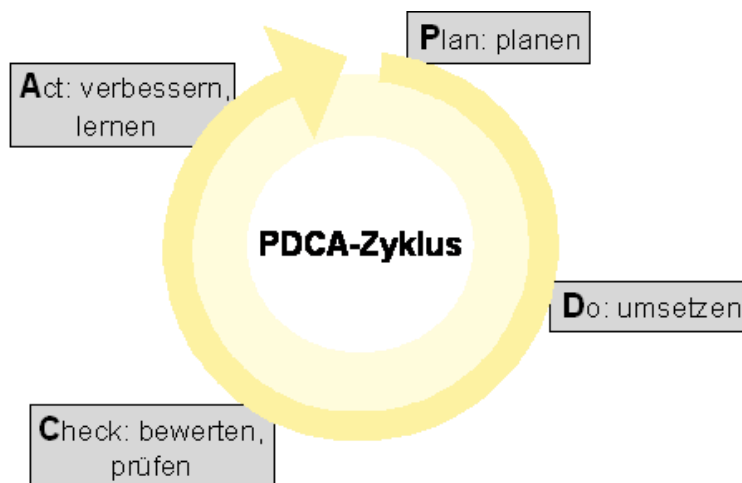 Plan: planen
Act: verbessern,
lernen
PDCA-Zyklus
Do: umsetzen
Check: bewerten,
prüfen